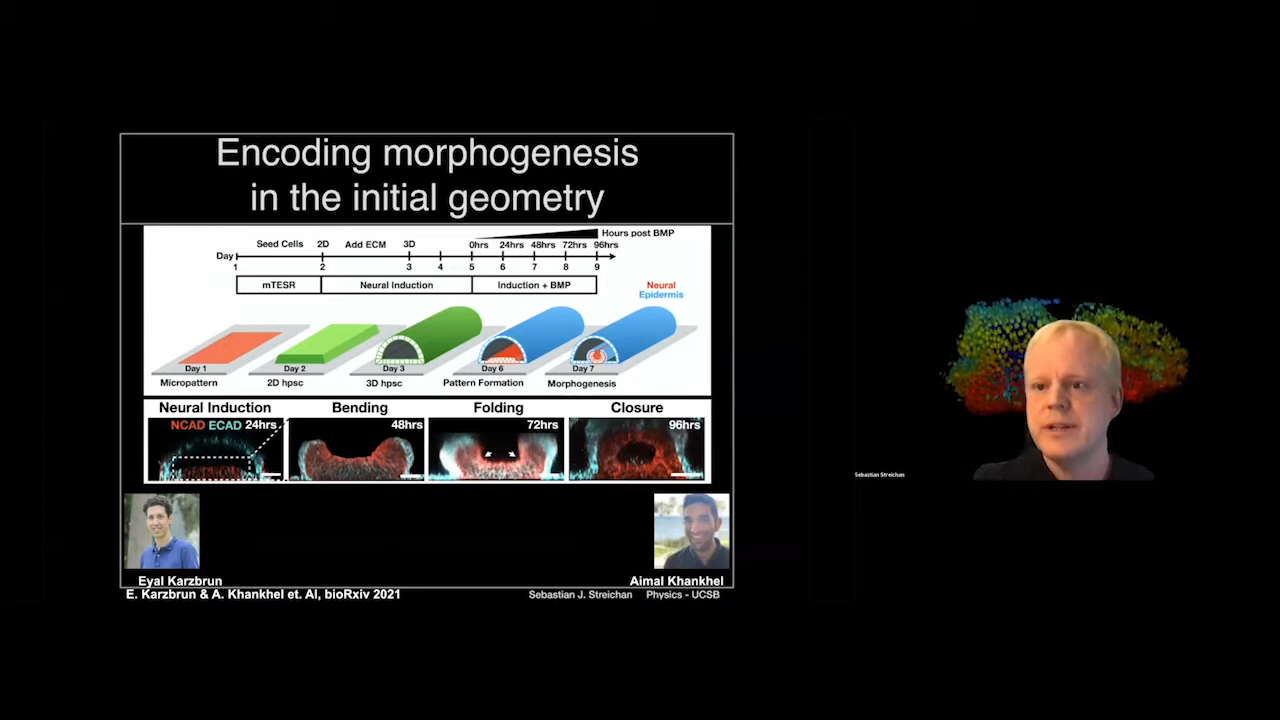 Encoding morphogenesis
in the initial geometry
Hours post BMP
Seed Cells 2D Add ECM 3D 0hrs 24hrs 48hrs 72hrs 96hrs
Day
1 2 3 4 5 6 7 8 9
mTESR Neural Induction Induction + BMP
Neural
Epidermis
Day 1 Day 2 Day 3 Day 6 Day 7
Micropattern 2D hpsc 3D hpsc Pattern Formation Morphogenesis
Neural Induction Bending Folding Closure
NCAD ECAD 24hrs 48hrs 72hrs 96hrs
Sebastian Streichan
Eyal Karzbrun Aimal Khankhel
E. Karzbrun & A. Khankhel et. Al, bioRxiv 2021 Sebastian J. Streichan Physics - UCSB